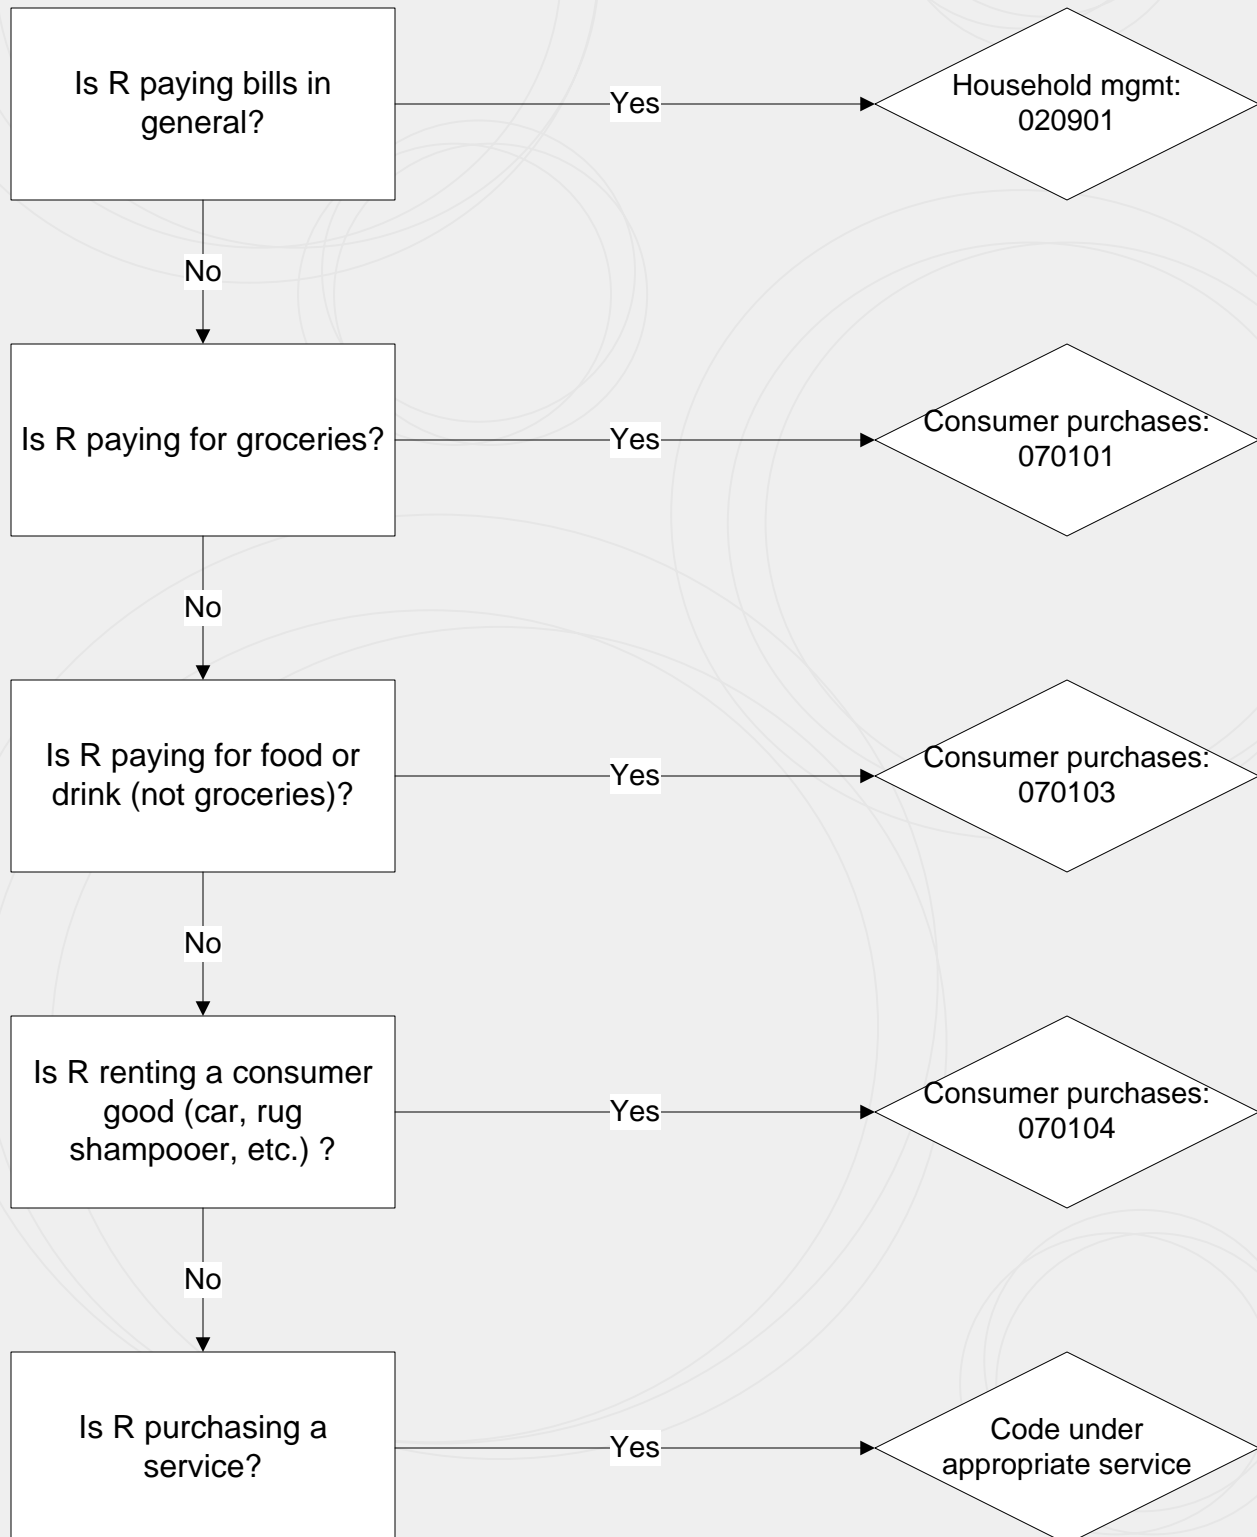 Is R paying bills in
general?
Yes
Household mgmt:
020901
No
Is R paying for groceries?
Yes
Consumer purchases:
070101
No
Is R paying for food or
drink (not groceries)?
Yes
Consumer purchases:
070103
No
Is R renting a consumer
good (car, rug
shampooer, etc.) ?
Yes
Consumer purchases:
070104
No
Is R purchasing a
service?
Yes
Code under
appropriate service